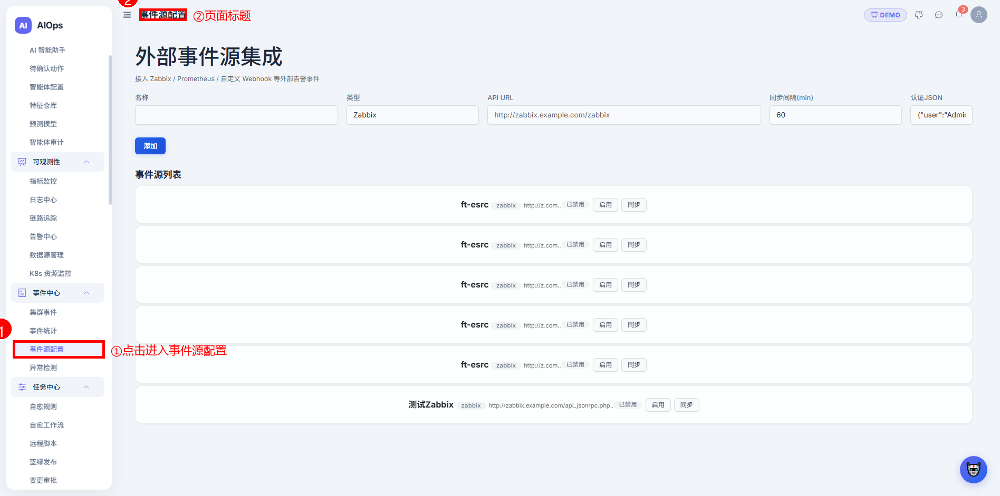 AI AIOps
AI 智能助手
待确认动作
智能体配置
特征仓库
预测模型
智能体审计
可观测性
指标监控
日志中心
链路追踪
告警中心
数据源管理
K8s 资源监控
事件中心
集群事件
事件统计
1
事件源配置
①点击进入事件源配置
异常检测
任务中心
自愈规则
自愈工作流
远程脚本
蓝绿发布
变更审批
2
事件源配置
②页面标题
DEMO
3
外部事件源集成
接入 Zabbix / Prometheus / 自定义 Webhook 等外部告警事件
名称 类型 API URL 同步间隔(min) 认证JSON
Zabbix http://zabbix.example.com/zabbix 60 {"user":"Admin
添加
事件源列表
ft-esrc zabbix http://z.com.. 已禁用 启用 同步
ft-esrc zabbix http://z.com.. 已禁用 启用 同步
ft-esrc zabbix http://z.com.. 已禁用 启用 同步
ft-esrc zabbix http://z.com.. 已禁用 启用 同步
ft-esrc zabbix http://z.com.. 已禁用 启用 同步
测试Zabbix zabbix http://zabbix.example.com/api_jsonrpc.php.. 已禁用 启用 同步